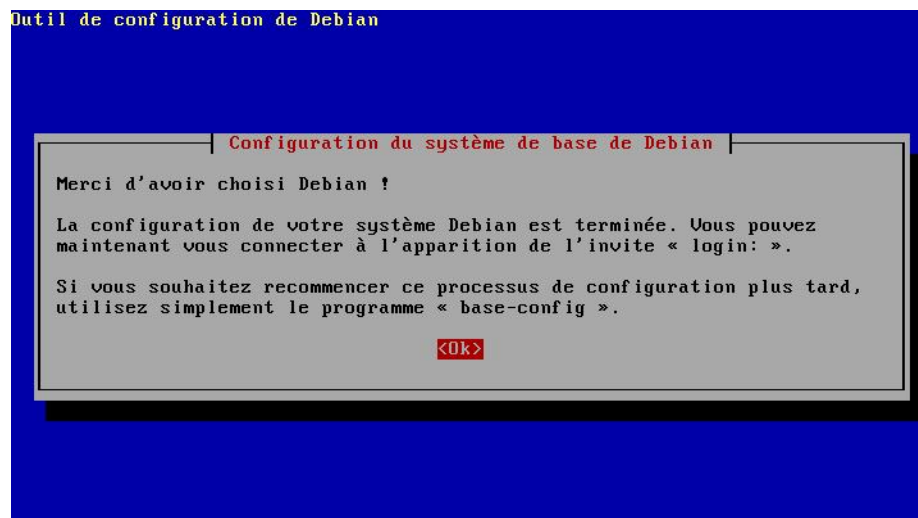 Outil de configuration de Debian
Configuration du système de base de Debian
Merci d'avoir choisi Debian !
La configuration de votre système Debian est terminée. Vous pouvez
maintenant vous connecter à l'apparition de l'invite « login: ».
Si vous souhaitez recommencer ce processus de configuration plus tard,
utilisez simplement le programme « base-config ».
<Ok>